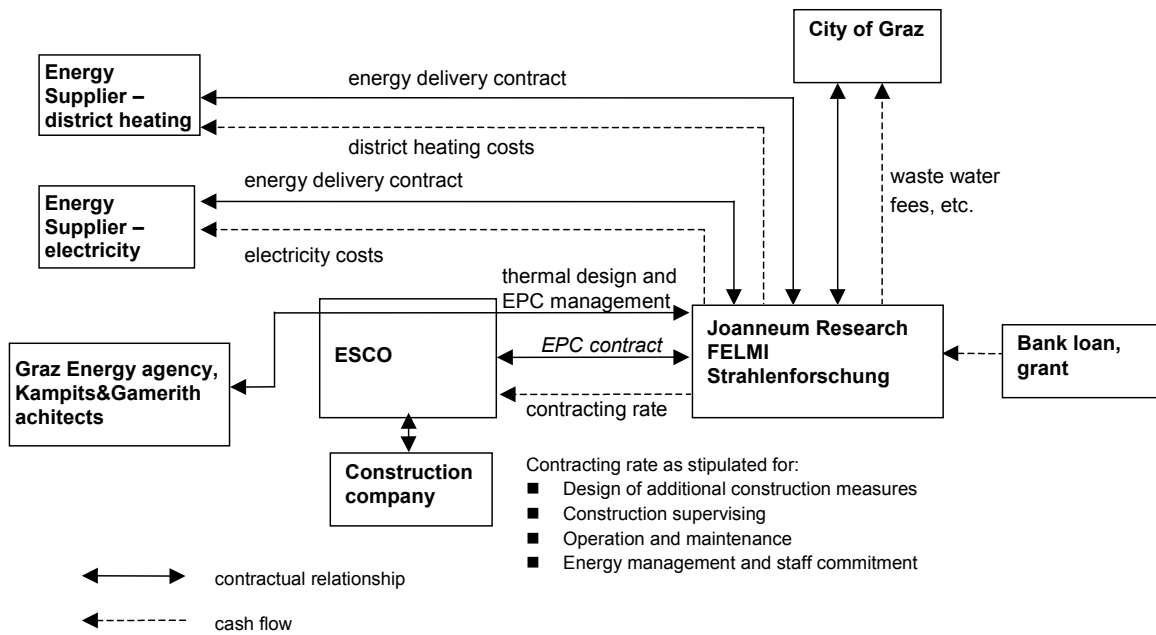 City of Graz
Energy
Supplier –
district heating
energy delivery contract
district heating costs
waste water
fees, etc.
Energy
Supplier –
electricity
energy delivery contract
electricity costs
thermal design and
EPC management
Graz Energy agency,
Kampits&Gamerith
achitects
ESCO
EPC contract
contracting rate
Joanneum Research
FELMI
Strahlenforschung
Bank loan,
grant
Construction
company
Contracting rate as stipulated for:
■ Design of additional construction measures
■ Construction supervising
■ Operation and maintenance
■ Energy management and staff commitment
contractual relationship
cash flow